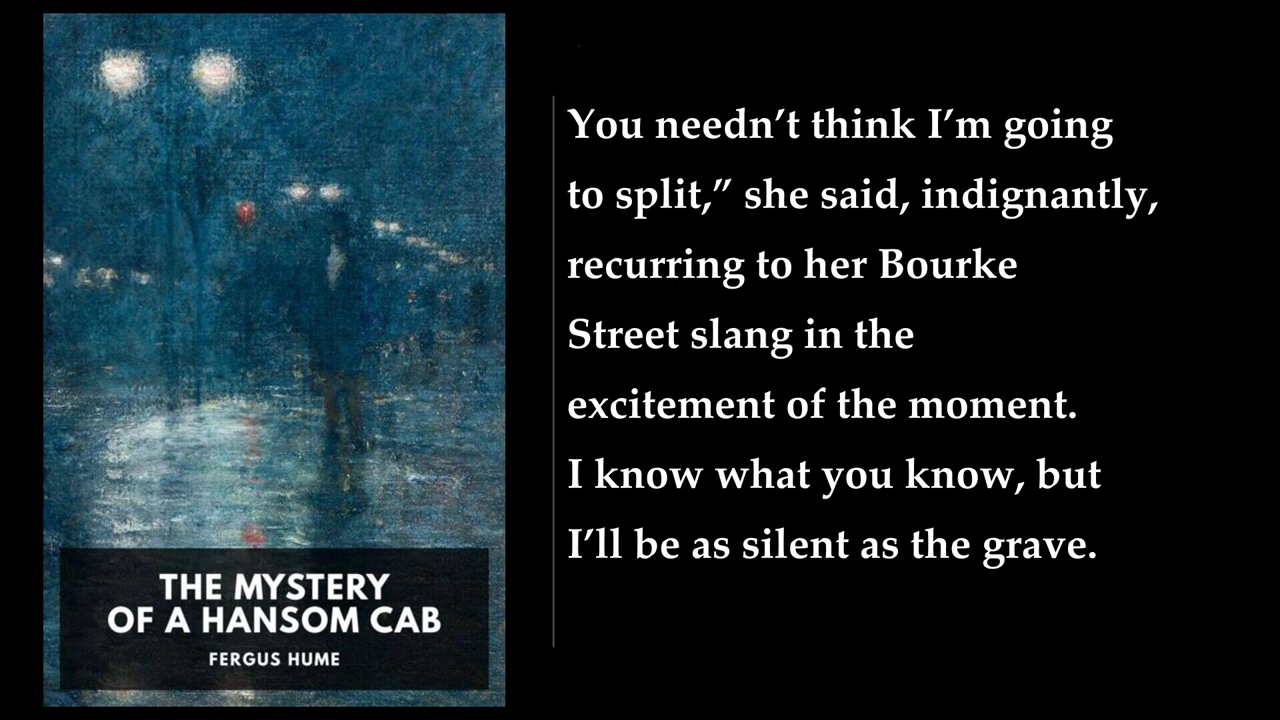 THE MYSTERY
OF A HANSOM CAB
FERGUS HUME
You needn’t think I’m going
to split,” she said, indignantly,
recurring to her Bourke
Street slang in the
excitement of the moment.
I know what you know, but
I’ll be as silent as the grave.